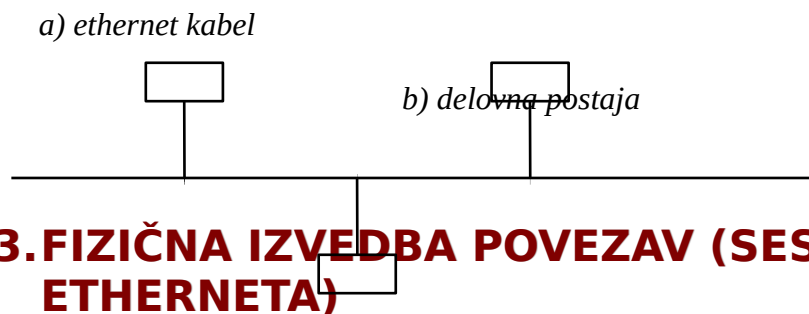 a) ethernet kabel
b) delovna postaja
3. FIZIČNA IZVEDBA POVEZAV (SES
ETHERNETA)